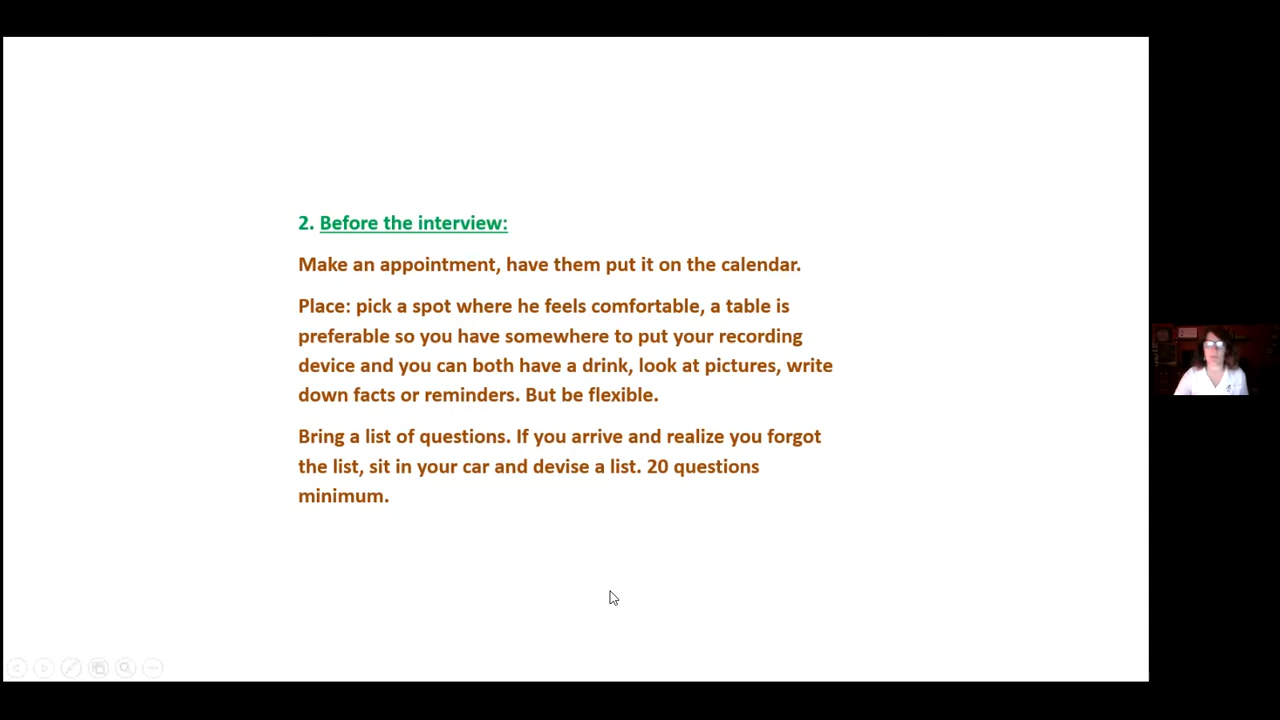 2. Before the interview:
Make an appointment, have them put it on the calendar.
Place: pick a spot where he feels comfortable, a table is
preferable so you have somewhere to put your recording
device and you can both have a drink, look at pictures, write
down facts or reminders. But be flexible.
Bring a list of questions. If you arrive and realize you forgot
the list, sit in your car and devise a list. 20 questions
minimum.